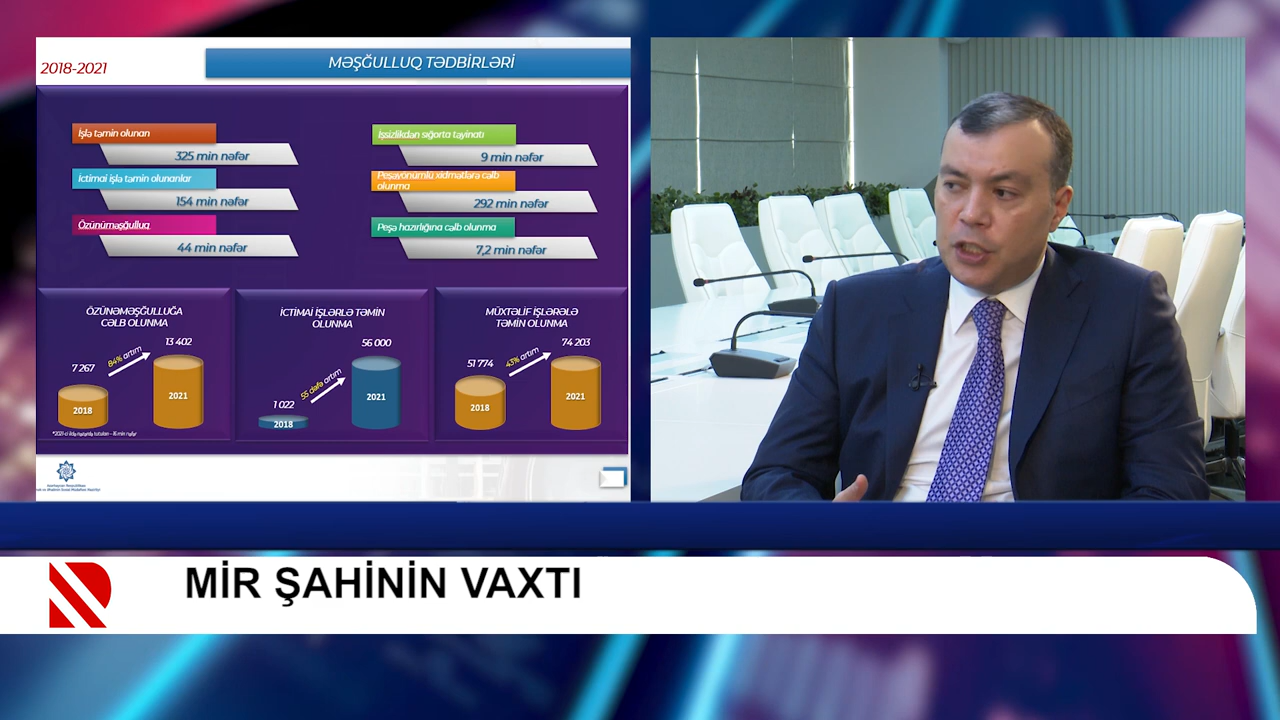 2018-2021
MƏŞĞULLUQ TƏDBİRLƏRİ
İşlə təmin olunan
325 min nəfər
İctimai işlə təmin olunanlar
154 min nəfər
Özünüməşğulluq
44 min nəfər
İşsizlikdən sığorta təyinatı
9 min nəfər
Peşəyönümlü xidmətlərə cəlb
olunma
292 min nəfər
Peşə hazırlığına cəlb olunma
7,2 min nəfər
ÖZÜNƏMƏŞĞULLUĞA
CƏLB OLUNMA
7 267
84% artım
13 402
2018
2021
İCTİMAİ İŞLƏRLƏ TƏMİN
OLUNMA
1 022
55 dəfə artım
56 000
2018
2021
MÜXTƏLİF İŞLƏRƏLƏ
TƏMİN OLUNMA
51 774
43% artım
74 203
2018
2021
Azərbaycan Respublikası
MİR ŞAHİNİN VAXTI